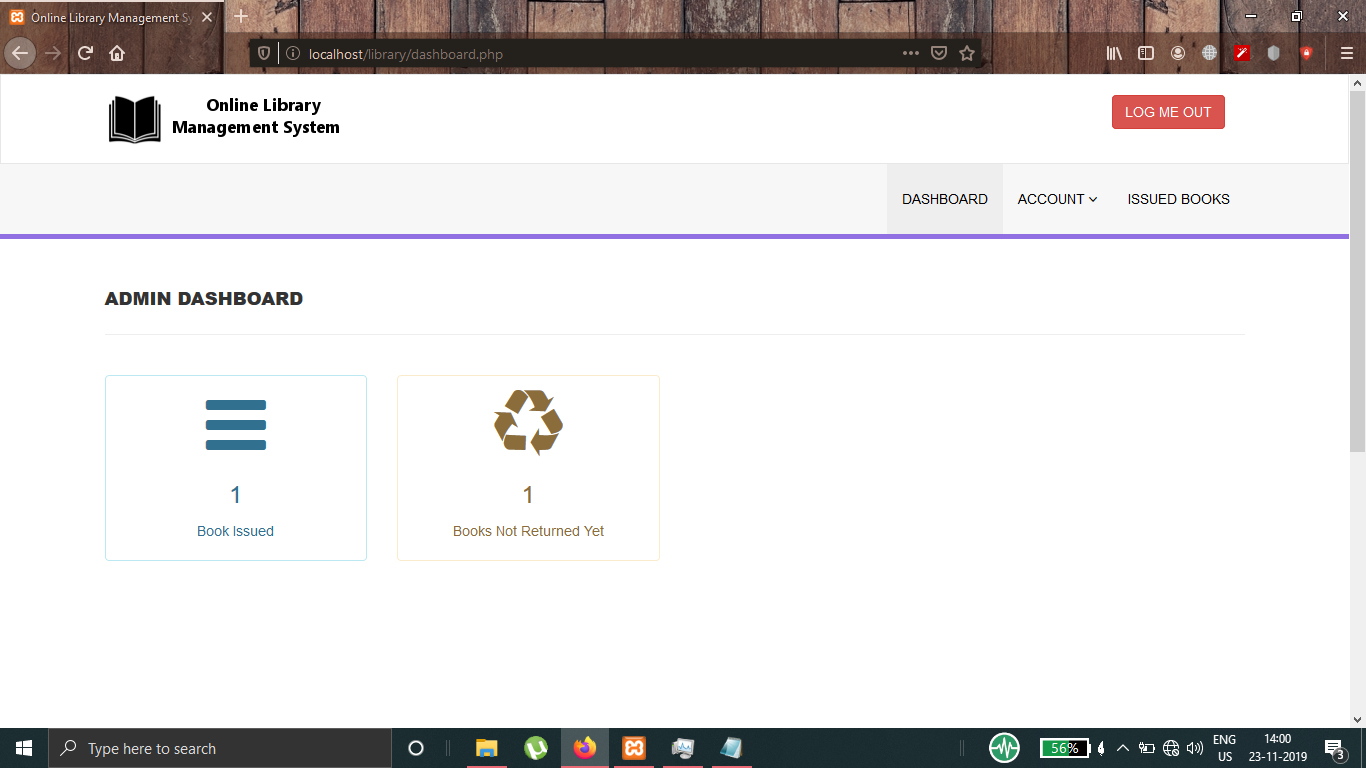 Online Library Management Sy
localhost/library/dashboard.php
Online Library
Management System
LOG ME OUT
DASHBOARD
ACCOUNT
ISSUED BOOKS
ADMIN DASHBOARD
1
Book Issued
1
Books Not Returned Yet
Type here to search
56%
ENG
US
14:00
23-11-2019
3